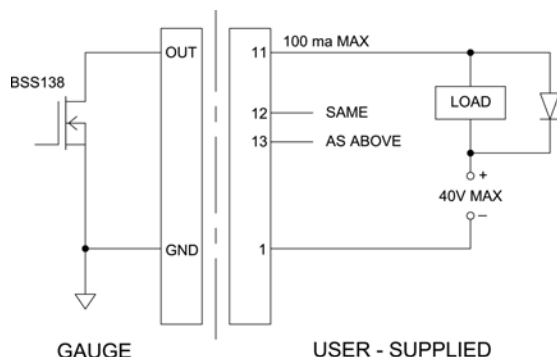 OUT
11
100 ma MAX
BSS138
LOAD
12
SAME
13
AS ABOVE
+
40V MAX
–
GND
1
GAUGE
USER - SUPPLIED